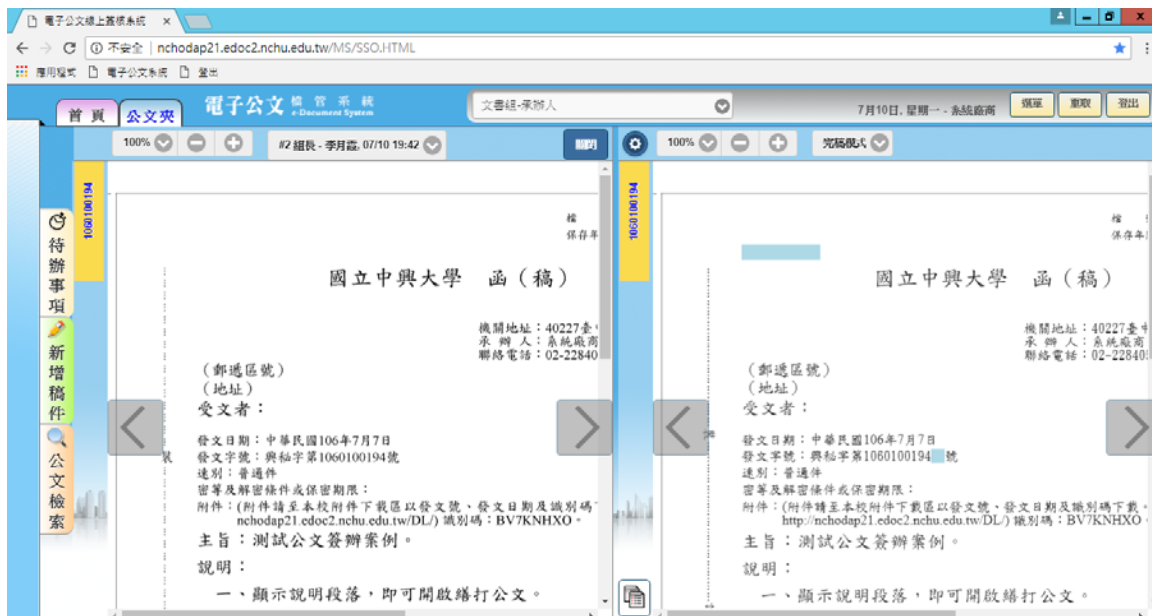 電子公文線上簽核系統
不安全 | nchodap21.edoc2.nchu.edu.tw/MS/SSO.HTML
應用程式 電子公文系統 登出
首頁 公文夾 電子公文 檔管系統 e-Document System 文書組-承辦人 7月10日, 星期一 - 系統廠商 選單 重取 登出
100% #2 組長 - 李月霞, 07/10 19:42 關閉 100% 完稿模式
待辦事項
新增稿件
公文檢索
1060100194
檔
保存年
國立中興大學 函（稿）
機關地址：40227臺中
承 辦 人：系統廠商
聯絡電話：02-22840
（郵遞區號）
（地址）
受文者：
發文日期：中華民國106年7月7日
發文字號：興秘字第1060100194號
速別：普通件
密等及解密條件或保密期限：
附件：(附件請至本校附件下載區以發文號、發文日期及識別碼下
nchodap21.edoc2.nchu.edu.tw/DL/) 識別碼：BV7KNHXO。
主旨：測試公文簽辦案例。
說明：
一、顯示說明段落，即可開啟繕打公文。
1060100194
檔
保存年
國立中興大學 函（稿）
機關地址：40227臺中
承 辦 人：系統廠商
聯絡電話：02-22840
（郵遞區號）
（地址）
受文者：
發文日期：中華民國106年7月7日
發文字號：興秘字第1060100194 號
速別：普通件
密等及解密條件或保密期限：
附件：(附件請至本校附件下載區以發文號、發文日期及識別碼下載。
http://nchodap21.edoc2.nchu.edu.tw/DL/) 識別碼：BV7KNHXO。
主旨：測試公文簽辦案例。
說明：
一、顯示說明段落，即可開啟繕打公文。